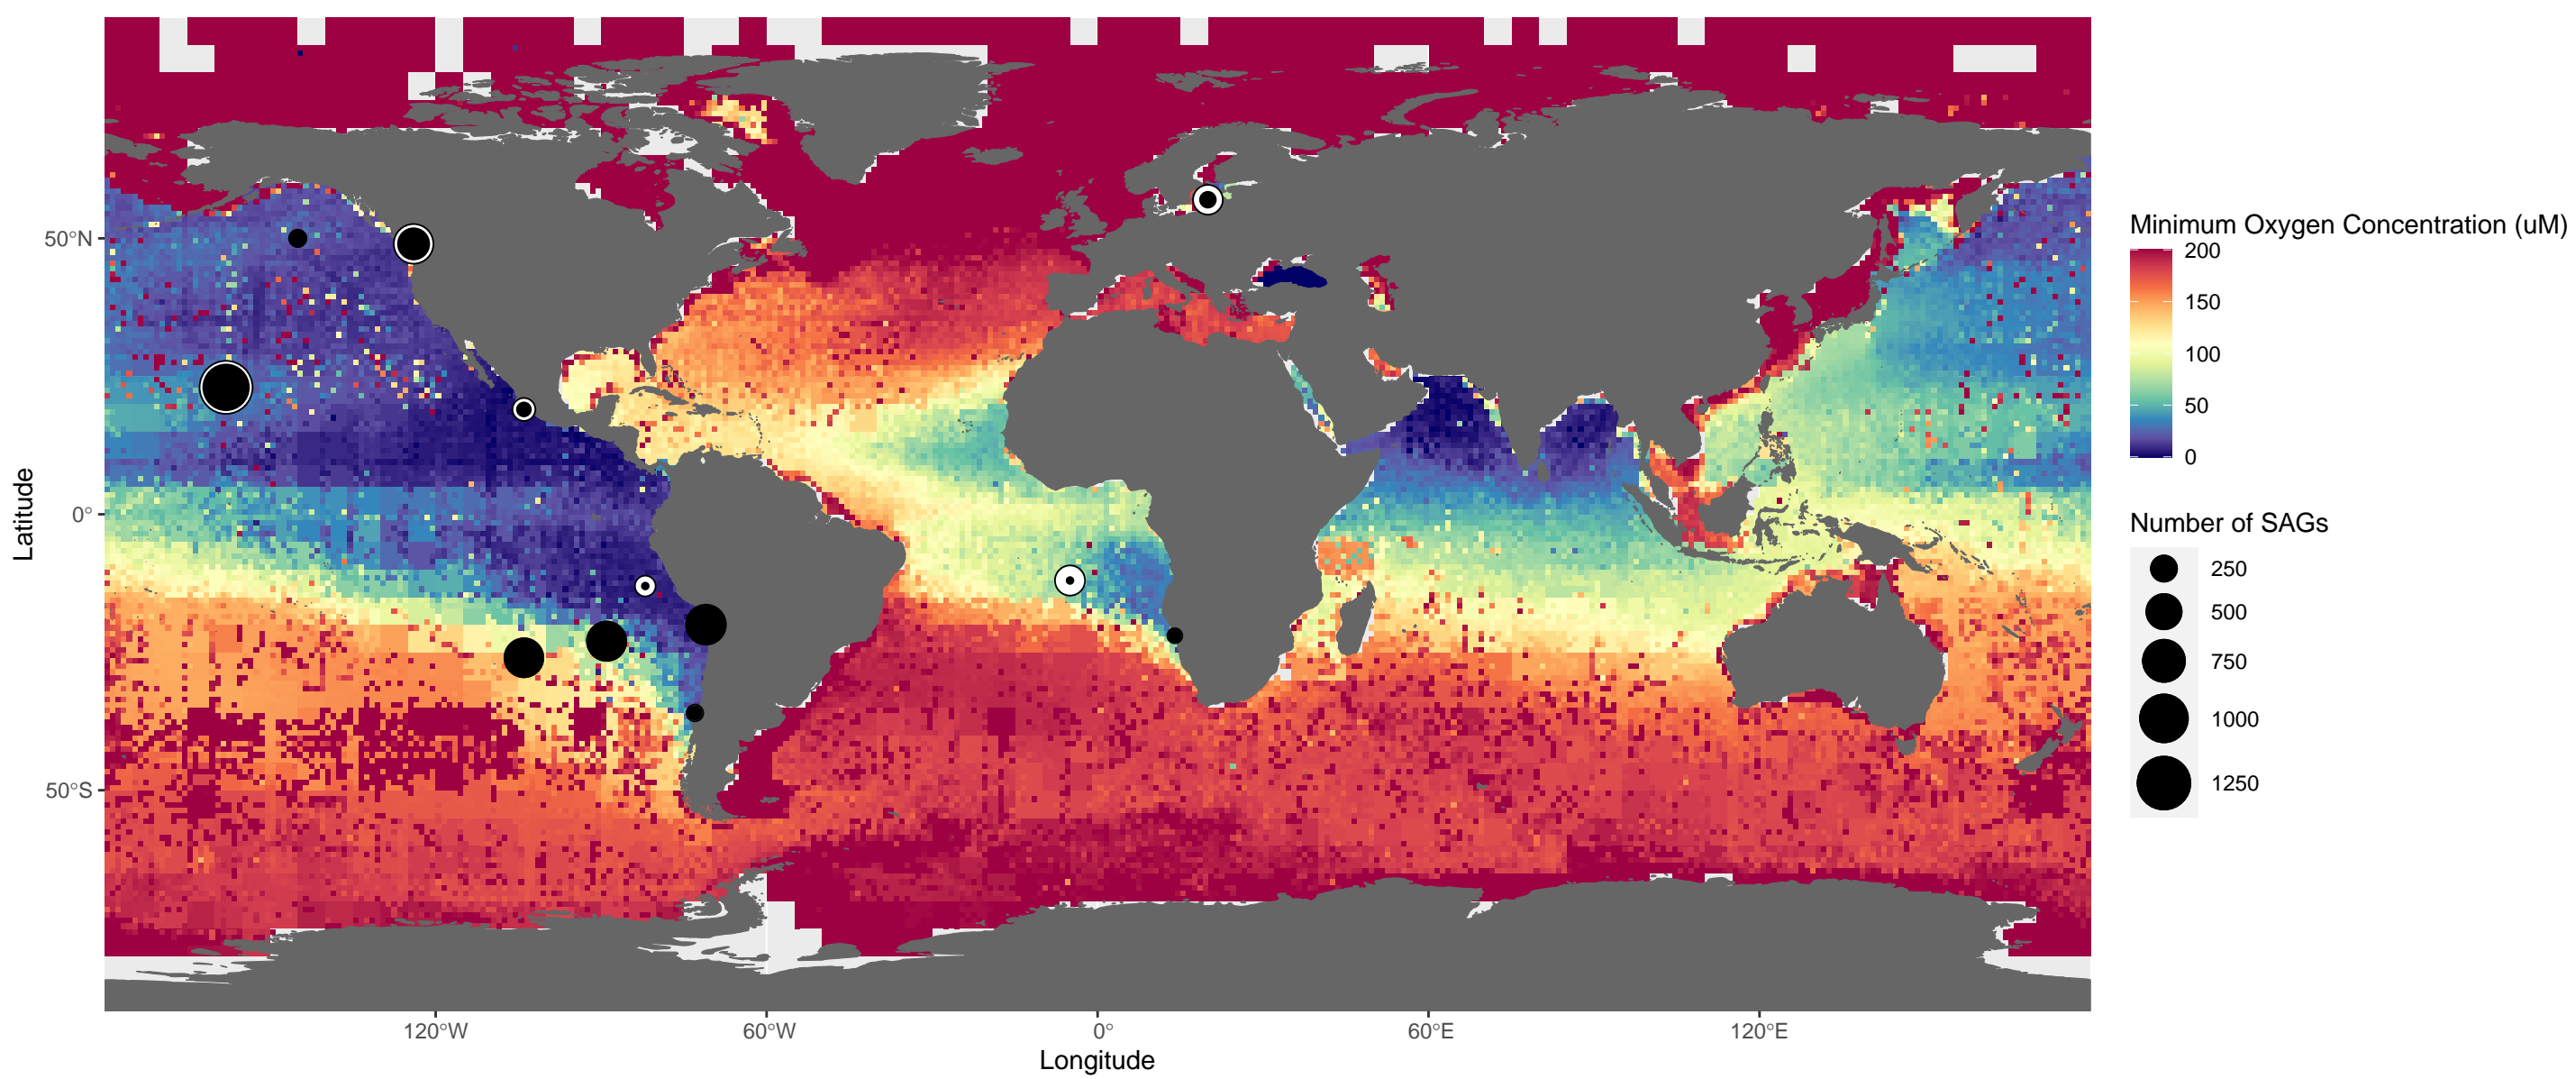 Latitude
50°N
0°
50°S
120°W
60°W
0°
60°E
120°E
Longitude
Minimum Oxygen Concentration (uM)
200
150
100
50
0
Number of SAGs
250
500
750
1000
1250